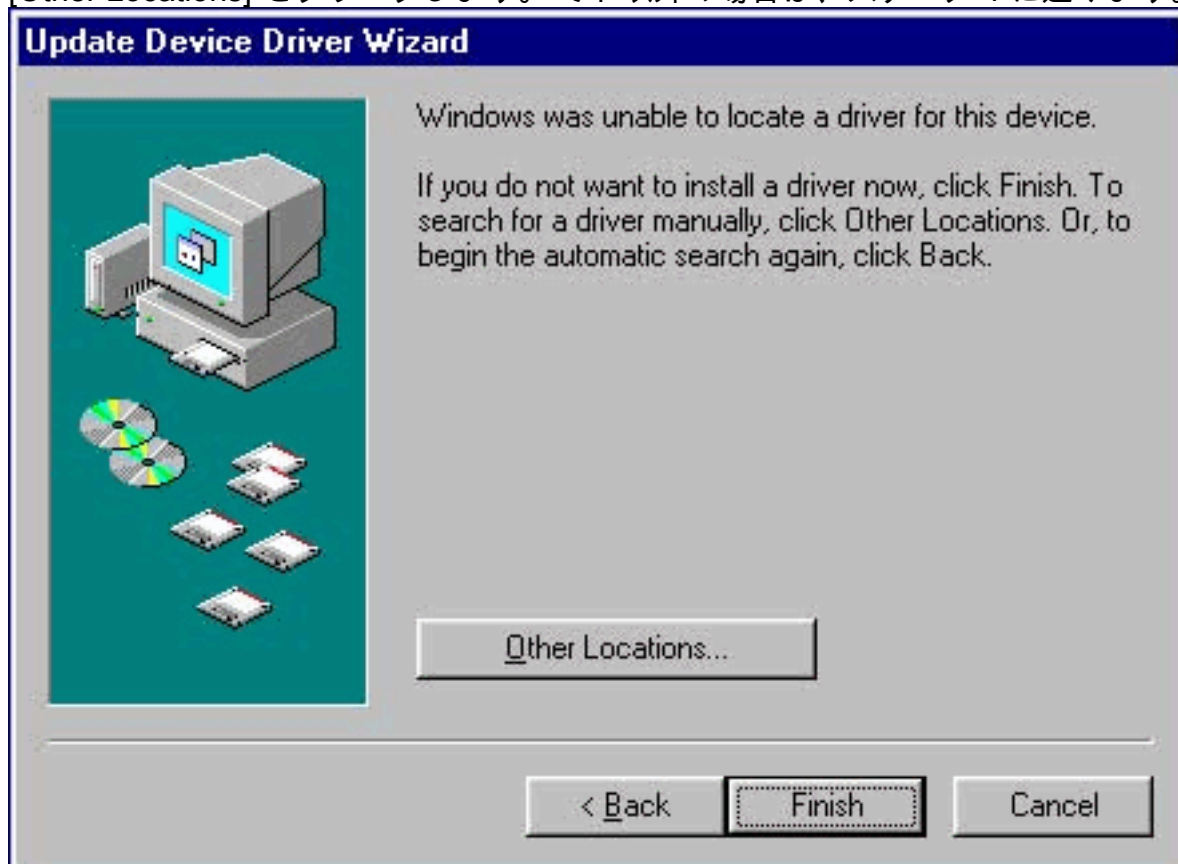 [Other Locations]
Update Device Driver Wizard
Windows was unable to locate a driver for this device.
If you do not want to install a driver now, click Finish. To
search for a driver manually, click Other Locations. Or, to
begin the automatic search again, click Back.
Other Locations...
< Back
Finish
Cancel